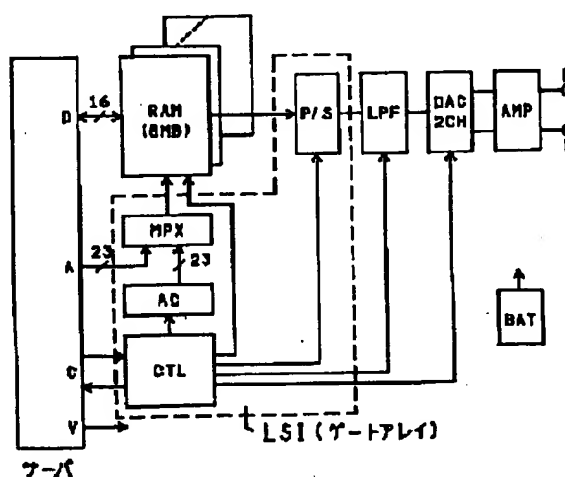 D
16
RAM
(8MB)
P/S
LPF
DAC
2CH
AMP
MPX
A
23
23
AC
BAT
C
CTL
V
LSI(ゲートアレイ)
サーバ